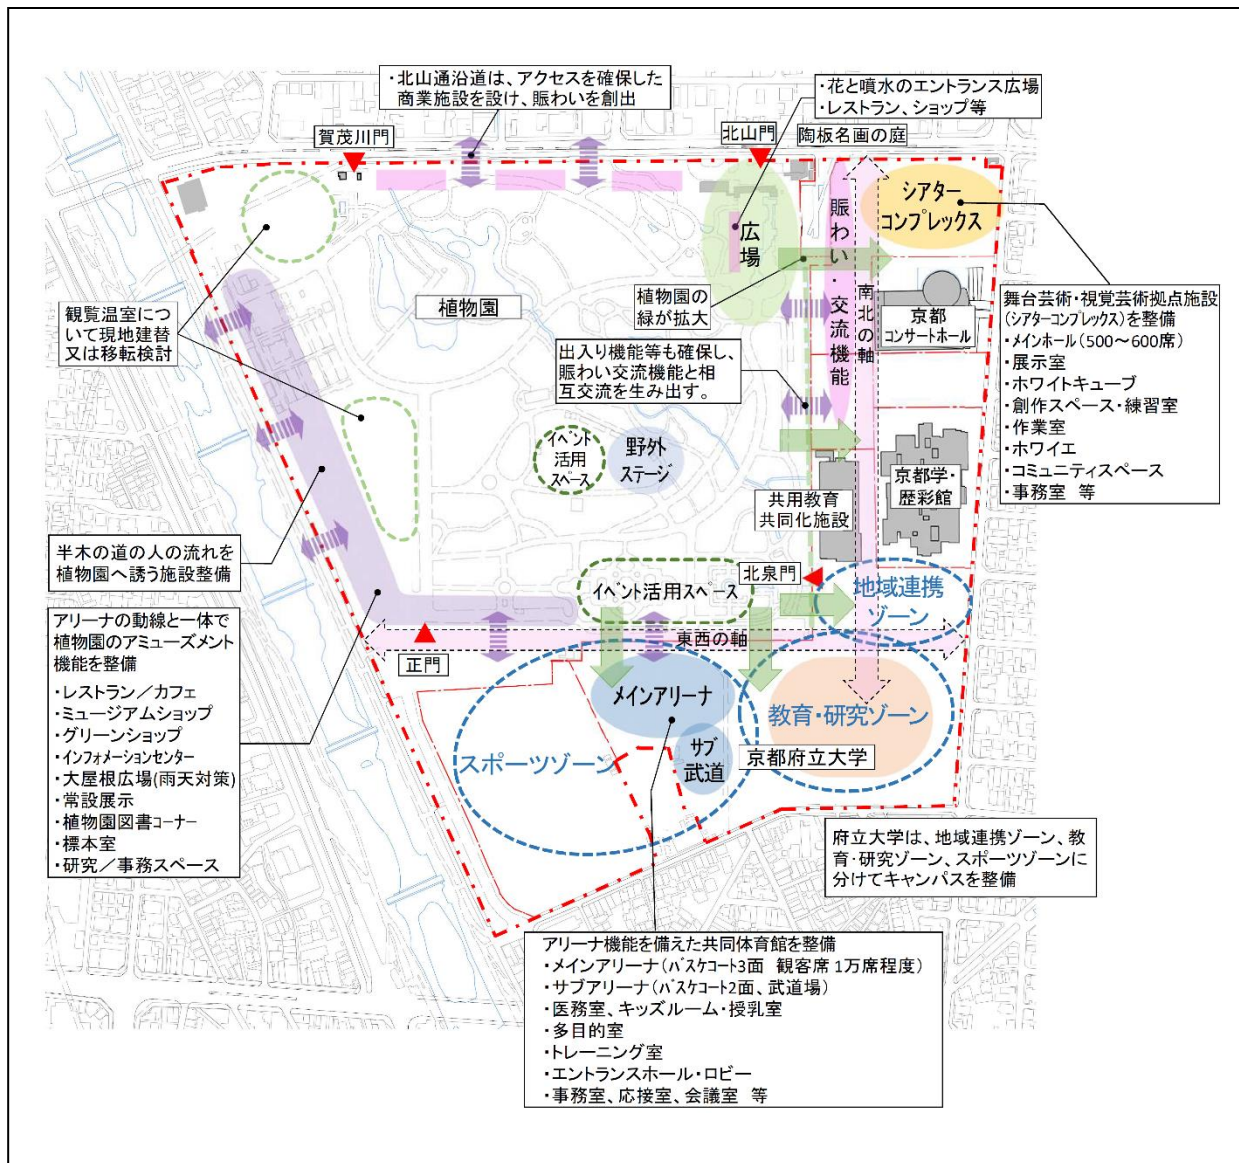 ・北山通沿道は、アクセスを確保した
商業施設を設け、賑わいを創出
・花と噴水のエントランス広場
・レストラン、ショップ等
賀茂川門
北山門
陶板名画の庭
シアター
コンプレックス
広場
賑わい・交流機能
南北の軸
植物園
植物園の
緑が拡大
京都
コンサートホール
観覧温室につ
いて現地建替
又は移転検討
出入り機能等も確保し、
賑わい交流機能と相
互交流を生み出す。
舞台芸術・視覚芸術拠点施設
(シアターコンプレックス)を整備
・メインホール(500～600席)
・展示室
・ホワイトキューブ
・創作スペース・練習室
・作業室
・ホワイエ
・コミュニティスペース
・事務室 等
イベント
活用
スペース
野外
ステージ
共用教育
共同化施設
京都学・
歴彩館
半木の道の人の流れを
植物園へ誘う施設整備
イベント活用スペース
北泉門
地域連携
ゾーン
東西の軸
正門
アリーナの動線と一体で
植物園のアミューズメント
機能を整備
・レストラン／カフェ
・ミュージアムショップ
・グリーンショップ
・インフォメーションセンター
・大屋根広場(雨天対策)
・常設展示
・植物園図書コーナー
・標本室
・研究／事務スペース
メインアリーナ
サブ
武道
スポーツゾーン
教育・研究ゾーン
京都府立大学
府立大学は、地域連携ゾーン、教
育・研究ゾーン、スポーツゾーンに
分けてキャンパスを整備
アリーナ機能を備えた共同体育館を整備
・メインアリーナ(バスケコート3面 観客席1万席程度)
・サブアリーナ(バスケコート2面、武道場)
・医務室、キッズルーム・授乳室
・多目的室
・トレーニング室
・エントランスホール・ロビー
・事務室、応接室、会議室 等